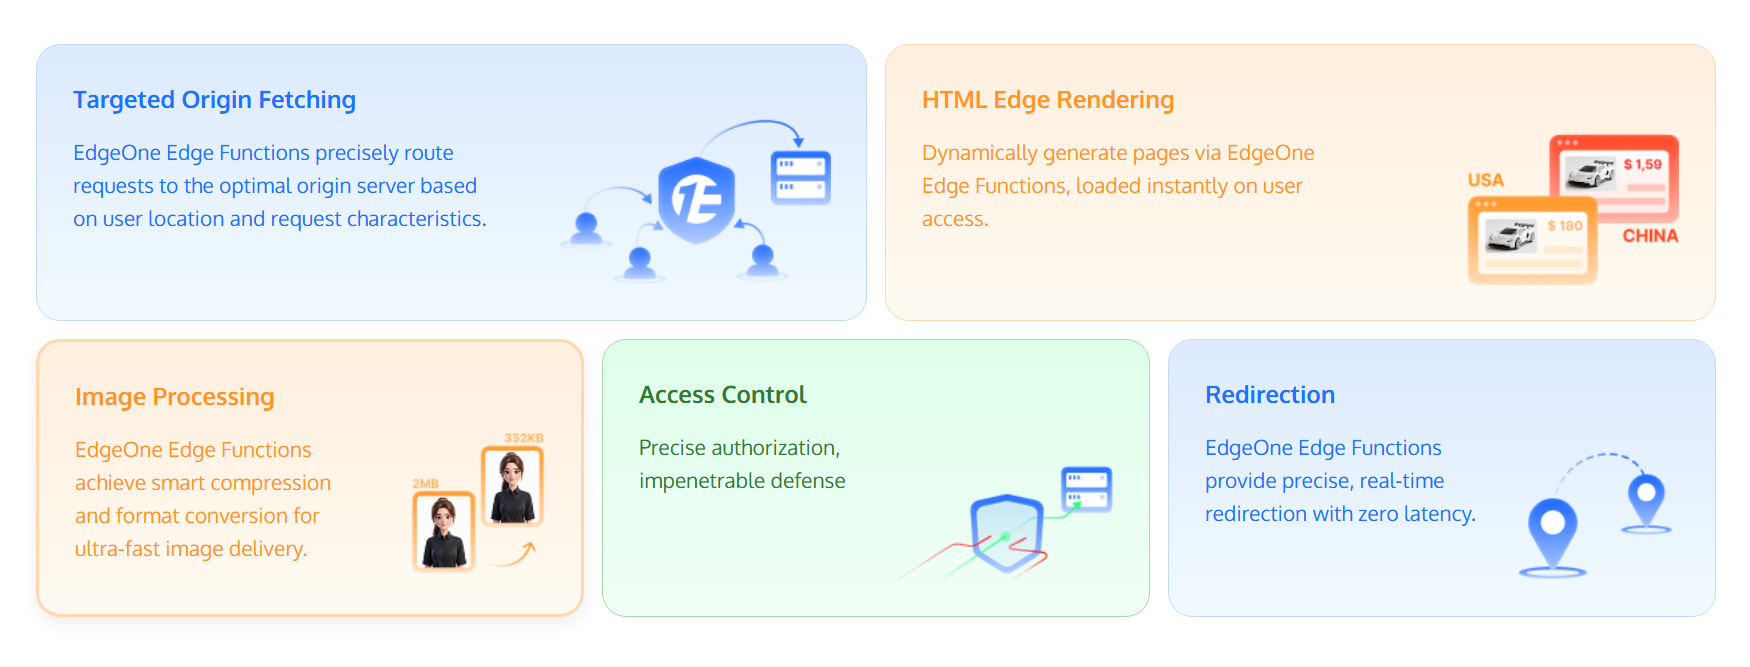 Targeted Origin Fetching
EdgeOne Edge Functions precisely route
requests to the optimal origin server based
on user location and request characteristics.
HTML Edge Rendering
Dynamically generate pages via EdgeOne
Edge Functions, loaded instantly on user
access.
$ 1,59
USA
$ 180
CHINA
Image Processing
EdgeOne Edge Functions
achieve smart compression
and format conversion for
ultra-fast image delivery.
352KB
2MB
Access Control
Precise authorization,
impenetrable defense
Redirection
EdgeOne Edge Functions
provide precise, real-time
redirection with zero latency.